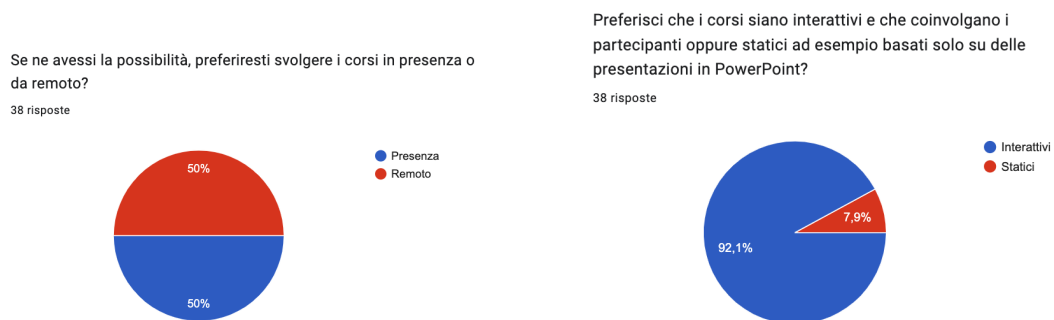 Se ne avessi la possibilità, preferiresti svolgere i corsi in presenza o
da remoto?
38 risposte
50%
50%
Presenza
Remoto
Preferisci che i corsi siano interattivi e che coinvolgano i
partecipanti oppure statici ad esempio basati solo su delle
presentazioni in PowerPoint?
38 risposte
7,9%
92,1%
Interattivi
Statici